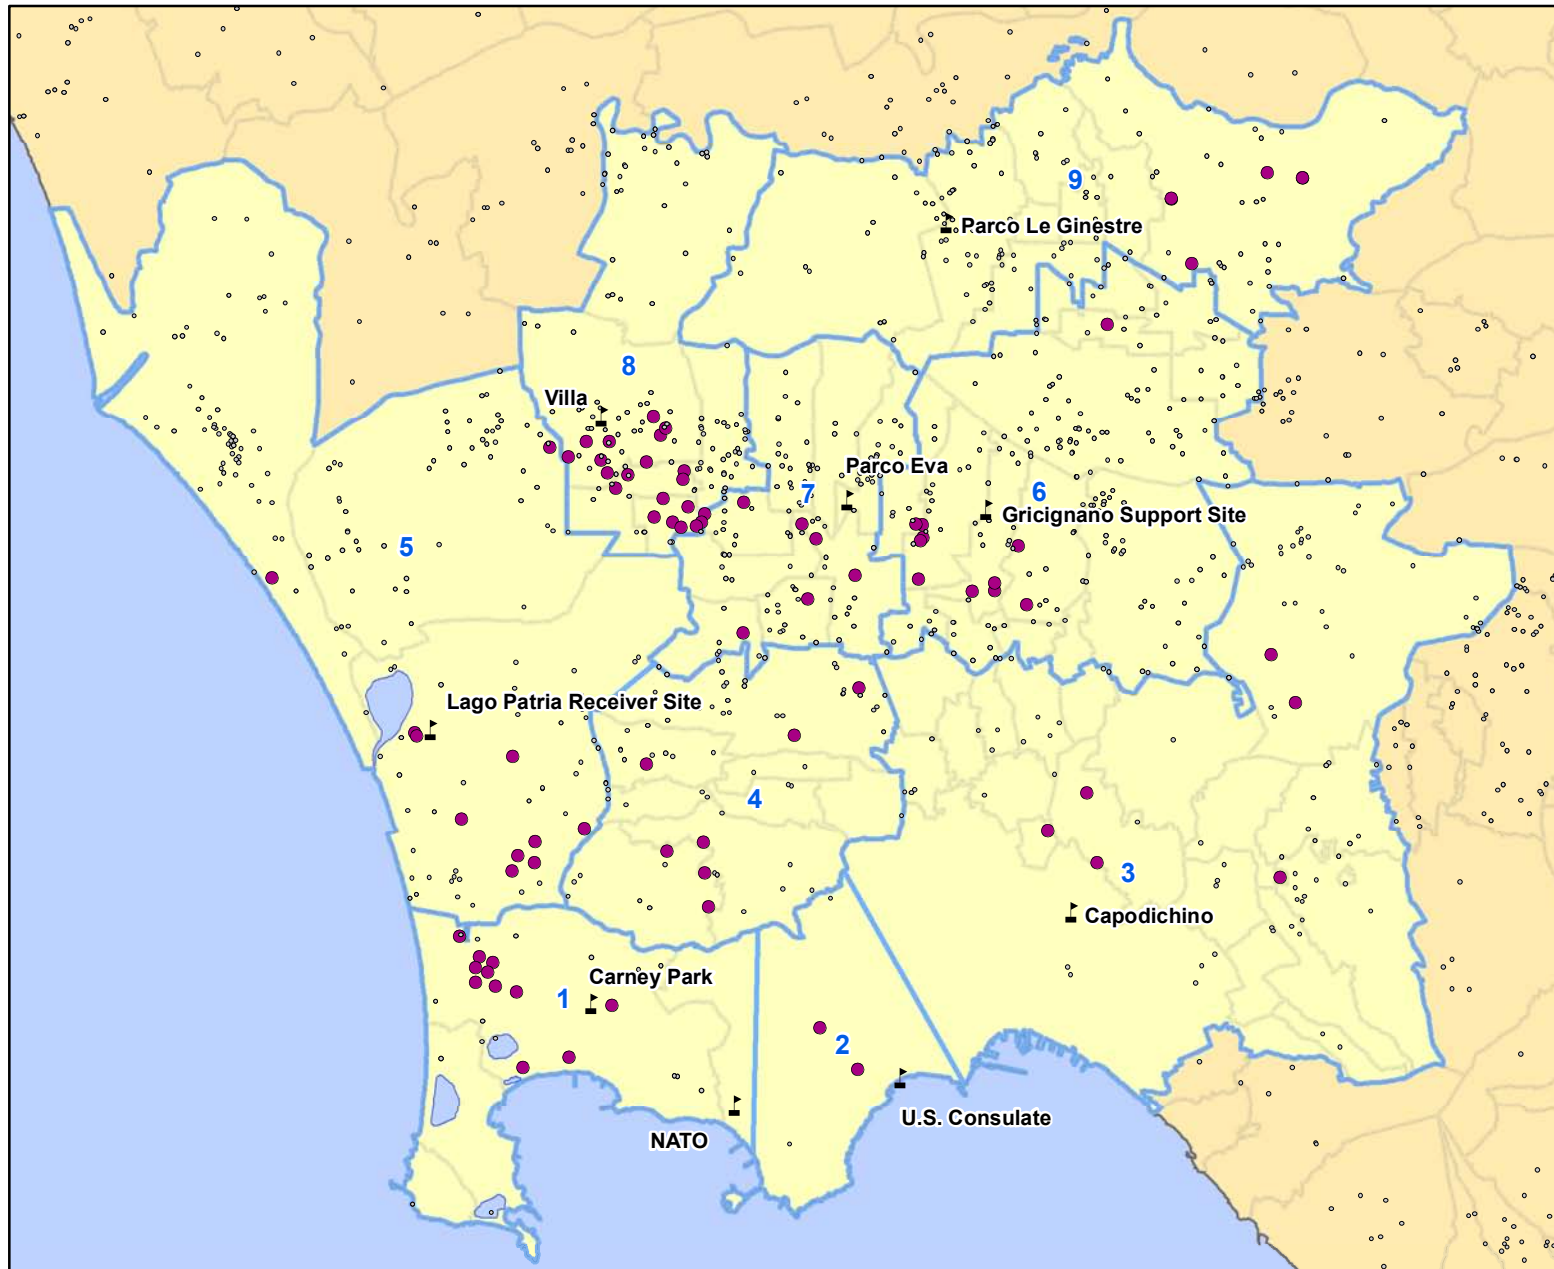 9
Parco Le Ginestre
8
Villa
Parco Eva
7
6
Gricignano Support Site
5
Lago Patria Receiver Site
4
3
Capodichino
Carney Park
1
2
U.S. Consulate
NATO